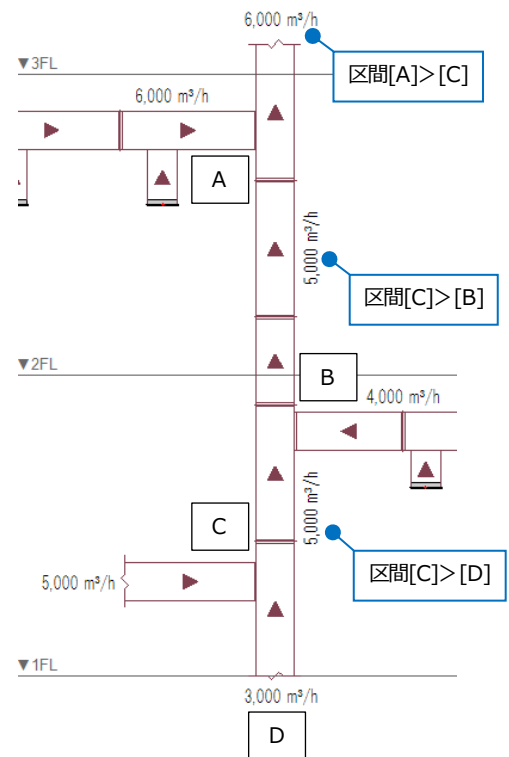 6,000 m³/h
▼3FL
区間[A]＞[C]
6,000 m³/h
A
5,000 m³/h
区間[C]＞[B]
▼2FL
B
4,000 m³/h
C
5,000 m³/h
区間[C]＞[D]
5,000 m³/h
▼1FL
3,000 m³/h
D